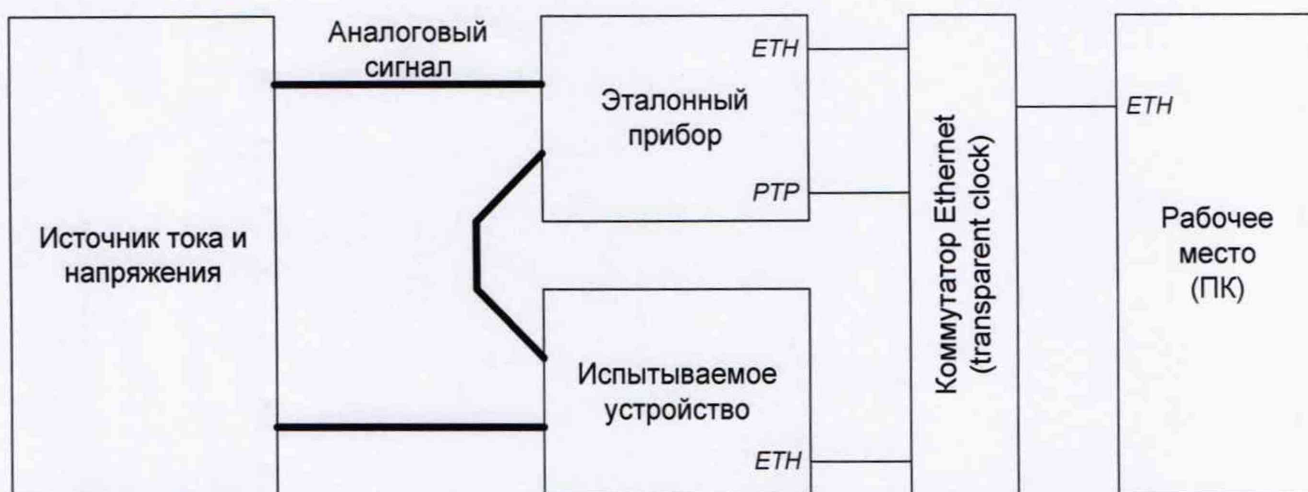 Аналоговый
сигнал
ETH
Эталонный
прибор
PTP
Источник тока и
напряжения
Испытываемое
устройство
ETH
Коммутатор Ethernet
(transparent clock)
ETH
Рабочее
место
(ПК)